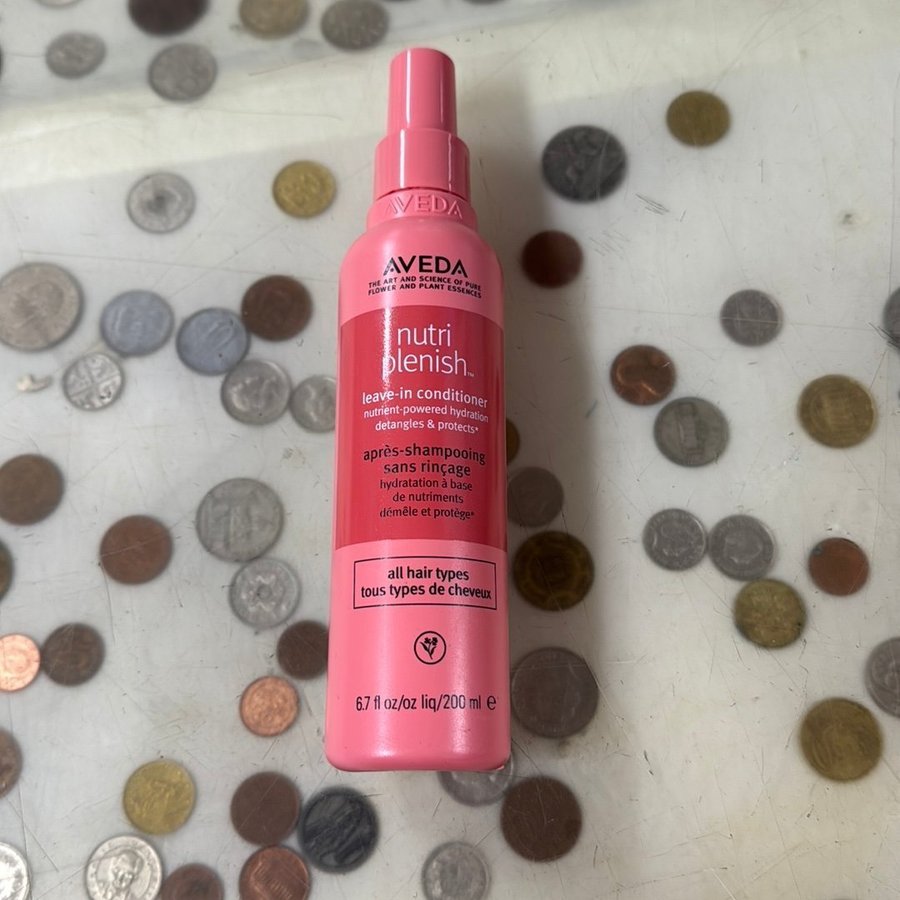 AVEDA
AVEDA
THE ART AND SCIENCE OF PURE
FLOWER AND PLANT ESSENCES
nutri
plenish™
leave-in conditioner
nutrient-powered hydration
detangles & protects*
après-shampooing
sans rinçage
hydratation à base
de nutriments
démêle et protège*
all hair types
tous types de cheveux
6.7 fl oz/oz liq/200 ml ℮